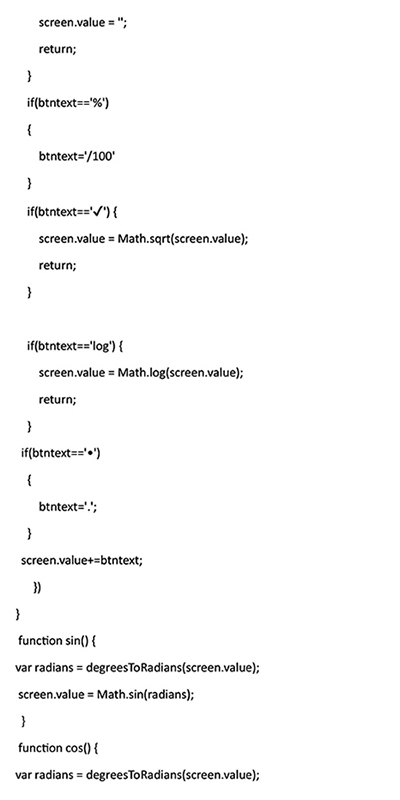 screen.value = '';
return;
}
if(btntext=='%')
{
btntext='/100'
}
if(btntext=='✓') {
screen.value = Math.sqrt(screen.value);
return;
}
if(btntext=='log') {
screen.value = Math.log(screen.value);
return;
}
if(btntext=='•')
{
btntext='.';
}
screen.value+=btntext;
})
}
function sin() {
var radians = degreesToRadians(screen.value);
screen.value = Math.sin(radians);
}
function cos() {
var radians = degreesToRadians(screen.value);